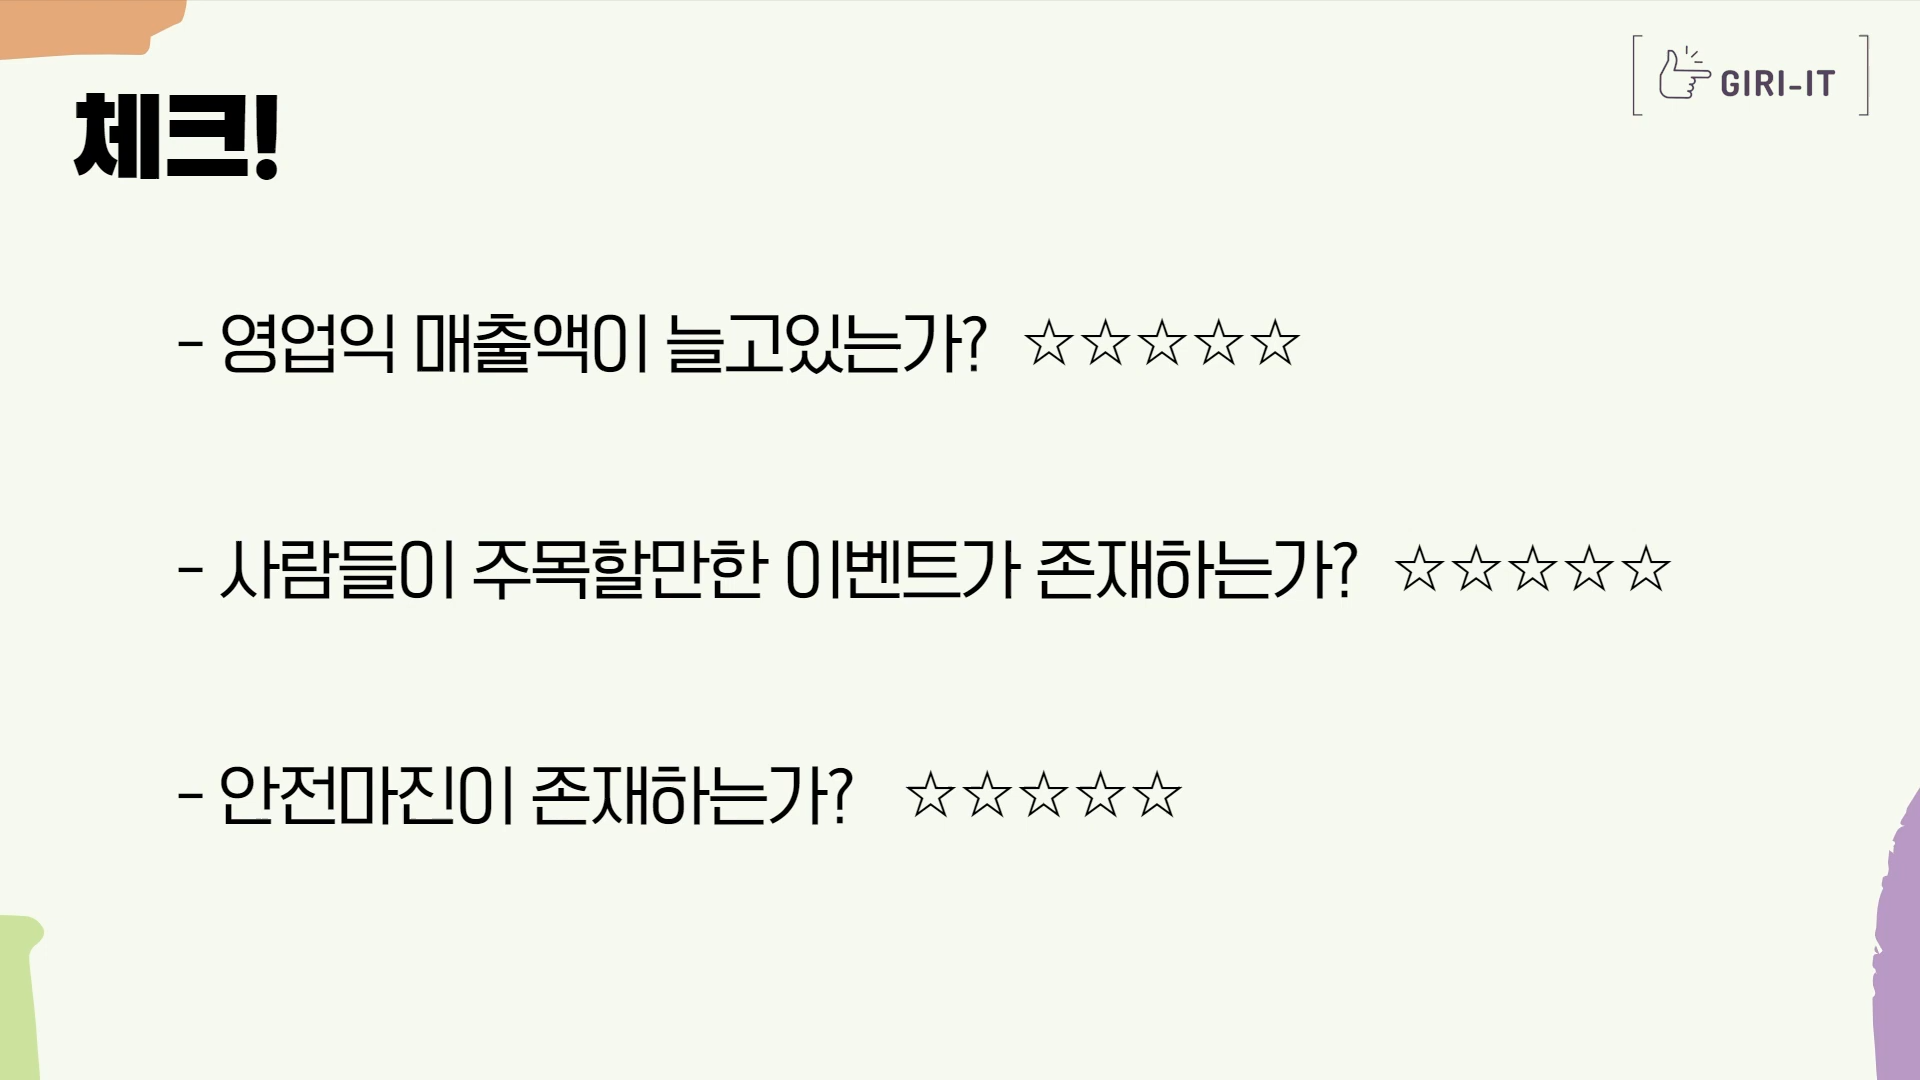 GIRI-IT
체크!
- 영업익 매출액이 늘고있는가? ☆☆☆☆☆
- 사람들이 주목할만한 이벤트가 존재하는가? ☆☆☆☆☆
- 안전마진이 존재하는가? ☆☆☆☆☆